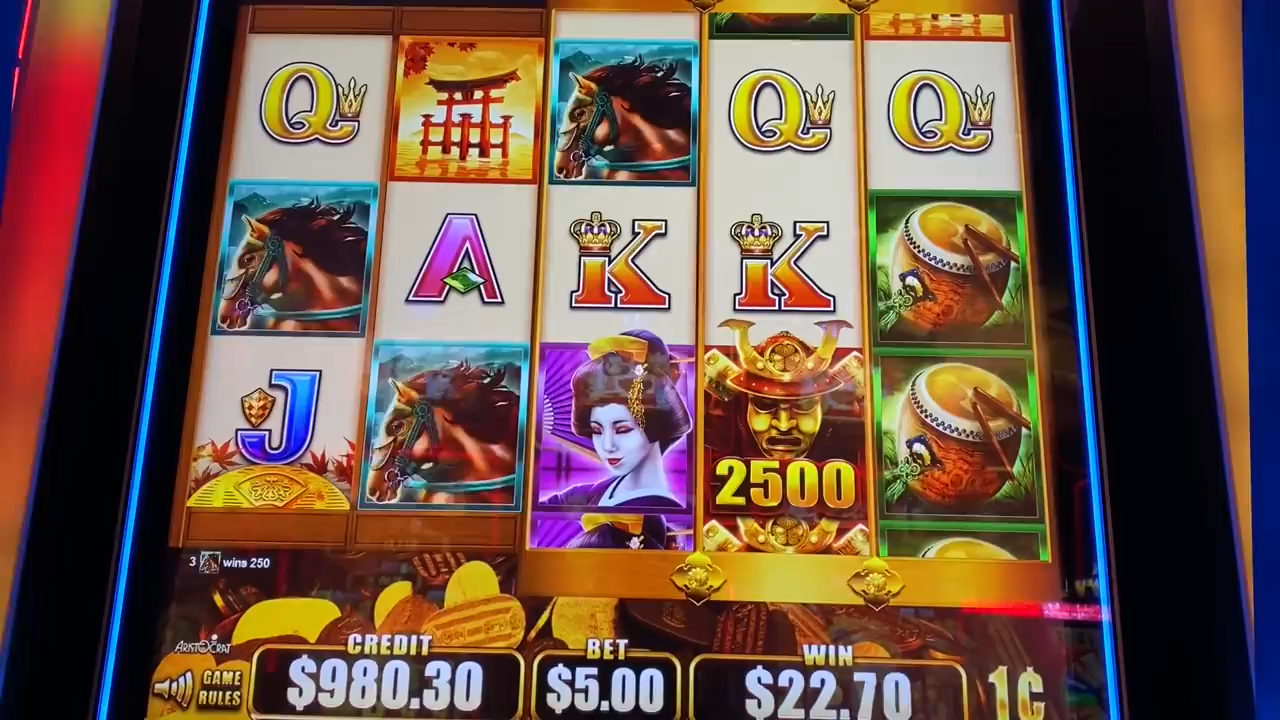 Q Q Q
A K K
J
2500
3 wins 250
ARISTOCRAT
CREDIT BET WIN
GAME RULES $980.30 $5.00 $22.70 1¢